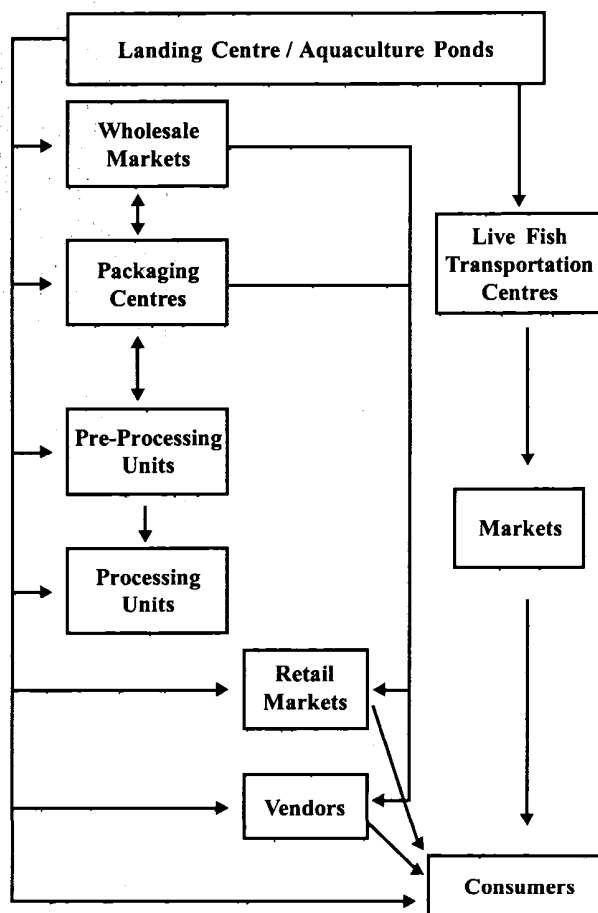 Landing Centre / Aquaculture Ponds
Wholesale
Markets
Live Fish
Transportation
Centres
Packaging
Centres
Pre-Processing
Units
Markets
Processing
Units
Retail
Markets
Vendors
Consumers